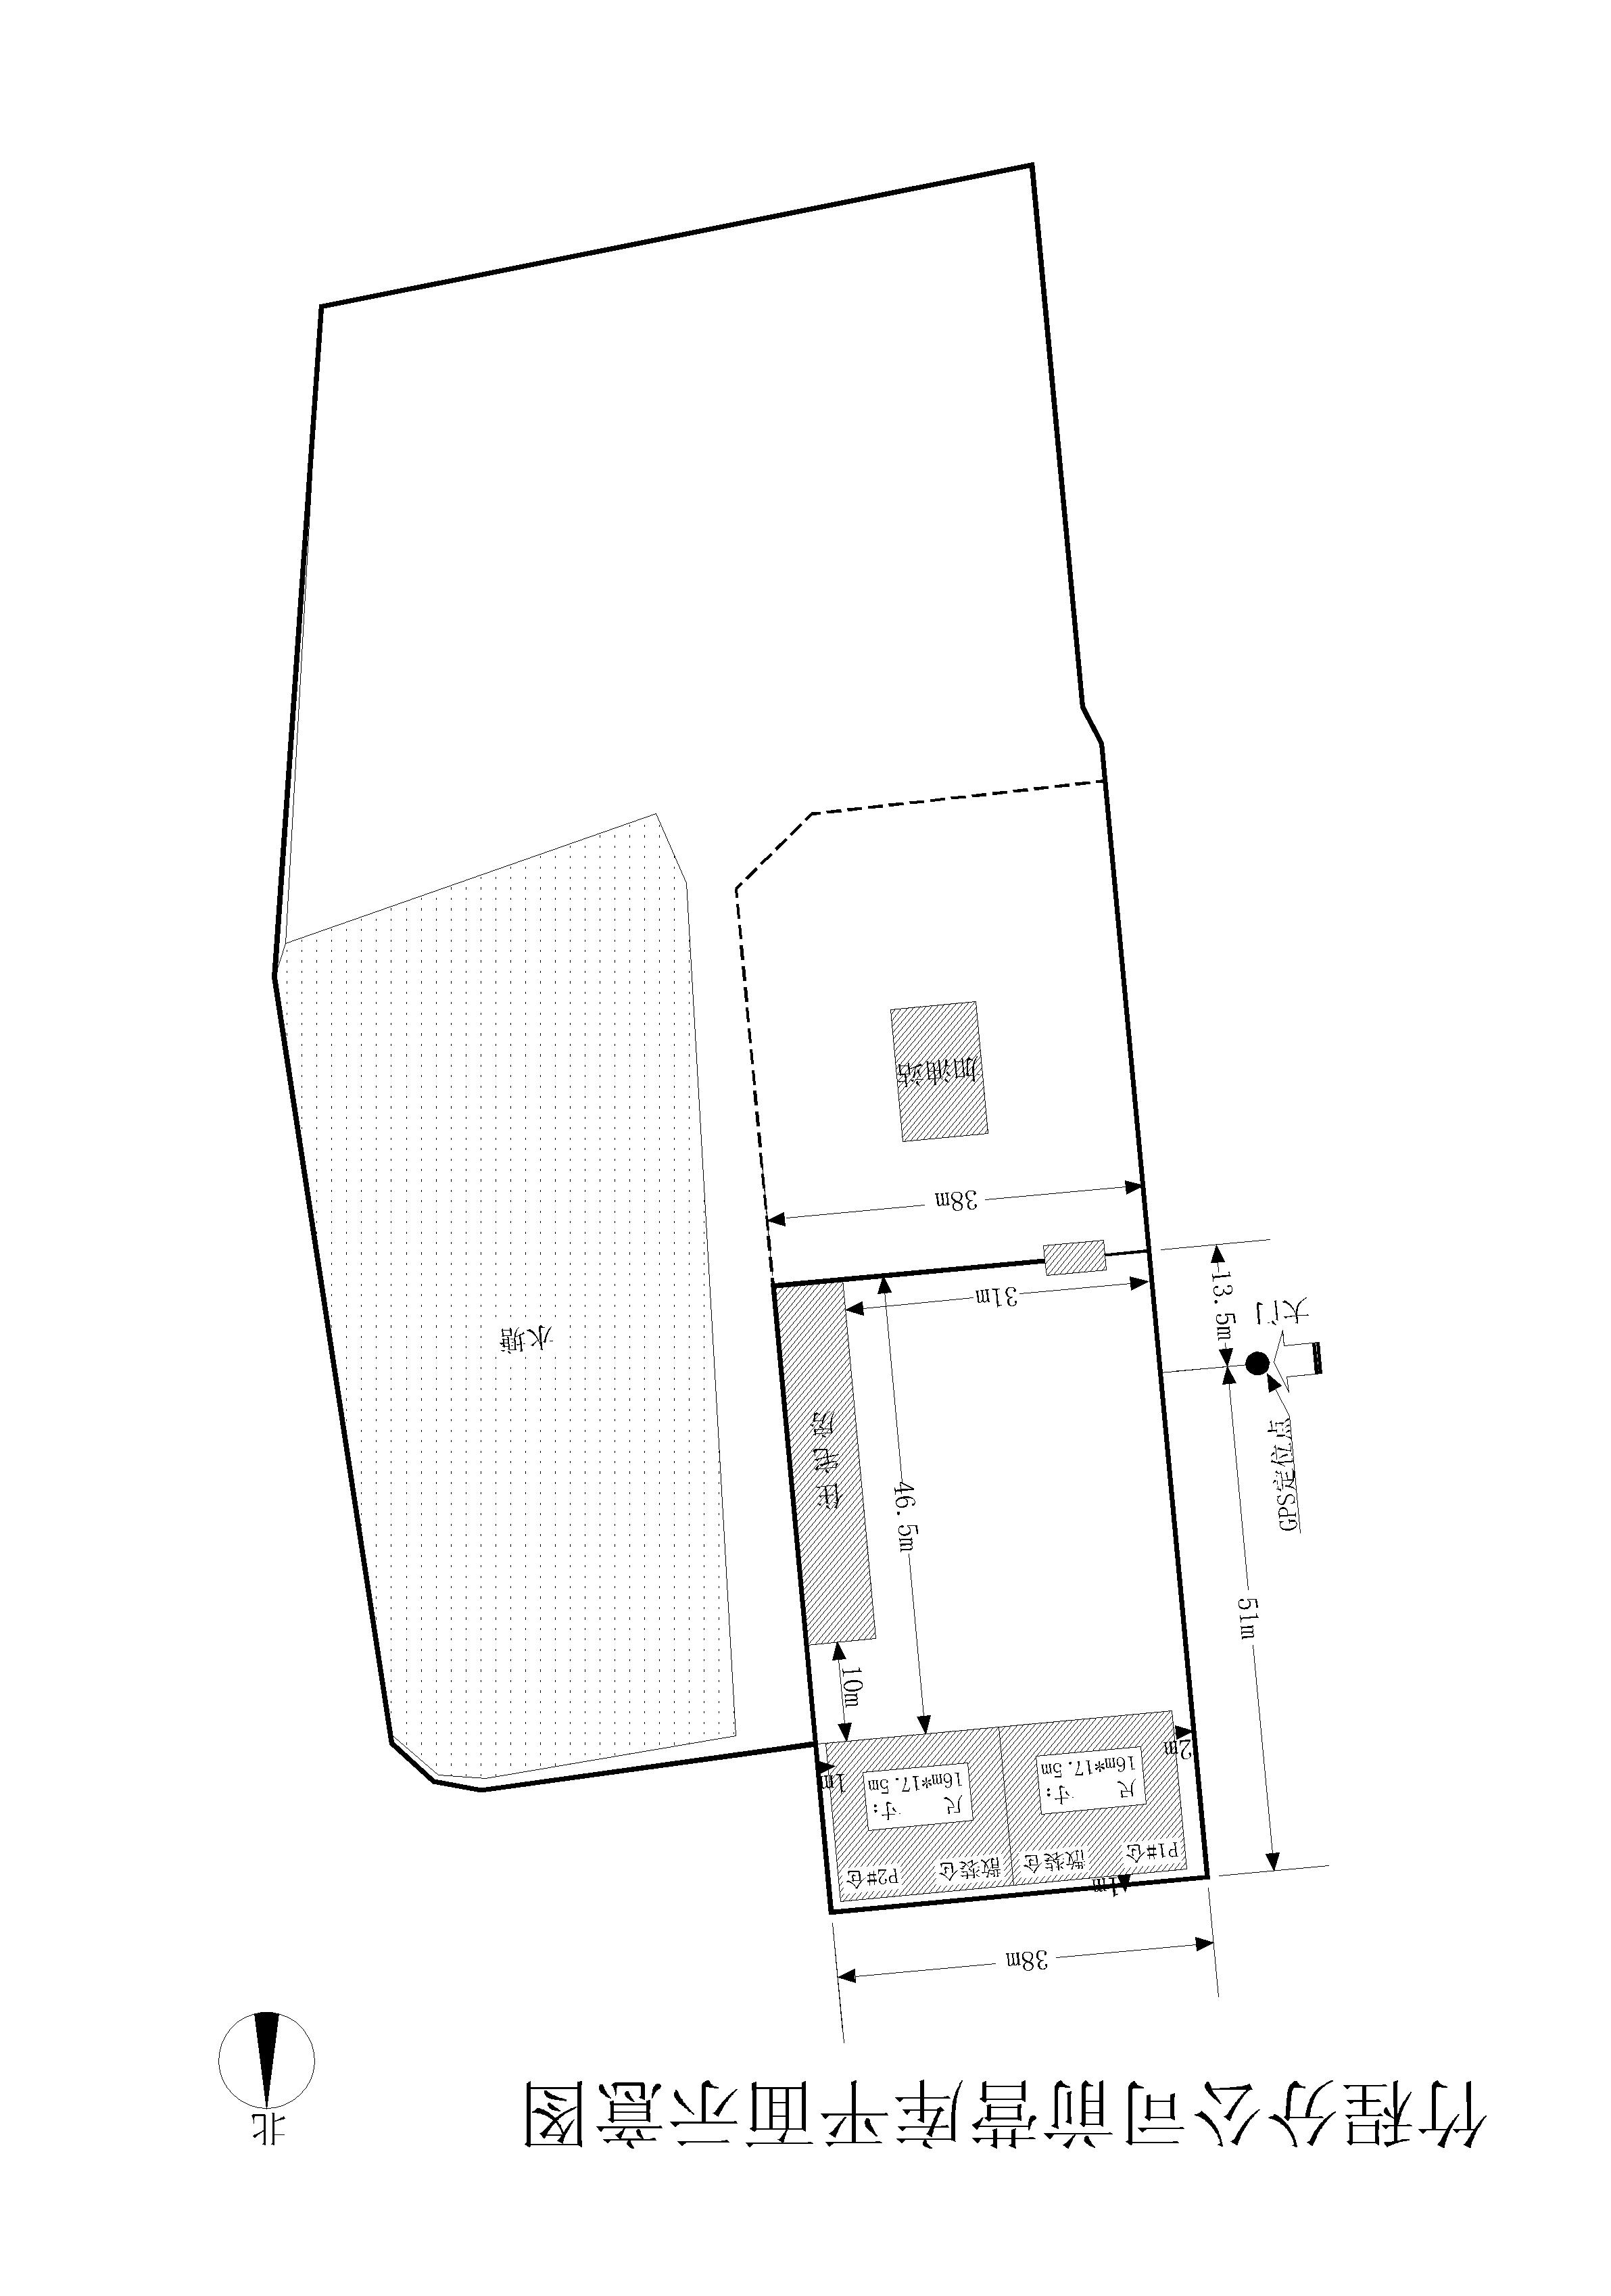 竹程分公司前营库平面示意图
北
38m
1m
P1#仓 散装仓
散装仓 P2#仓
尺 寸:
16m*17.5m
尺 寸:
16m*17.5m
2m
1m
10m
51m
46.5m
住宅房
GPS定位点
大门
13.5m
水塘
31m
38m
加油站